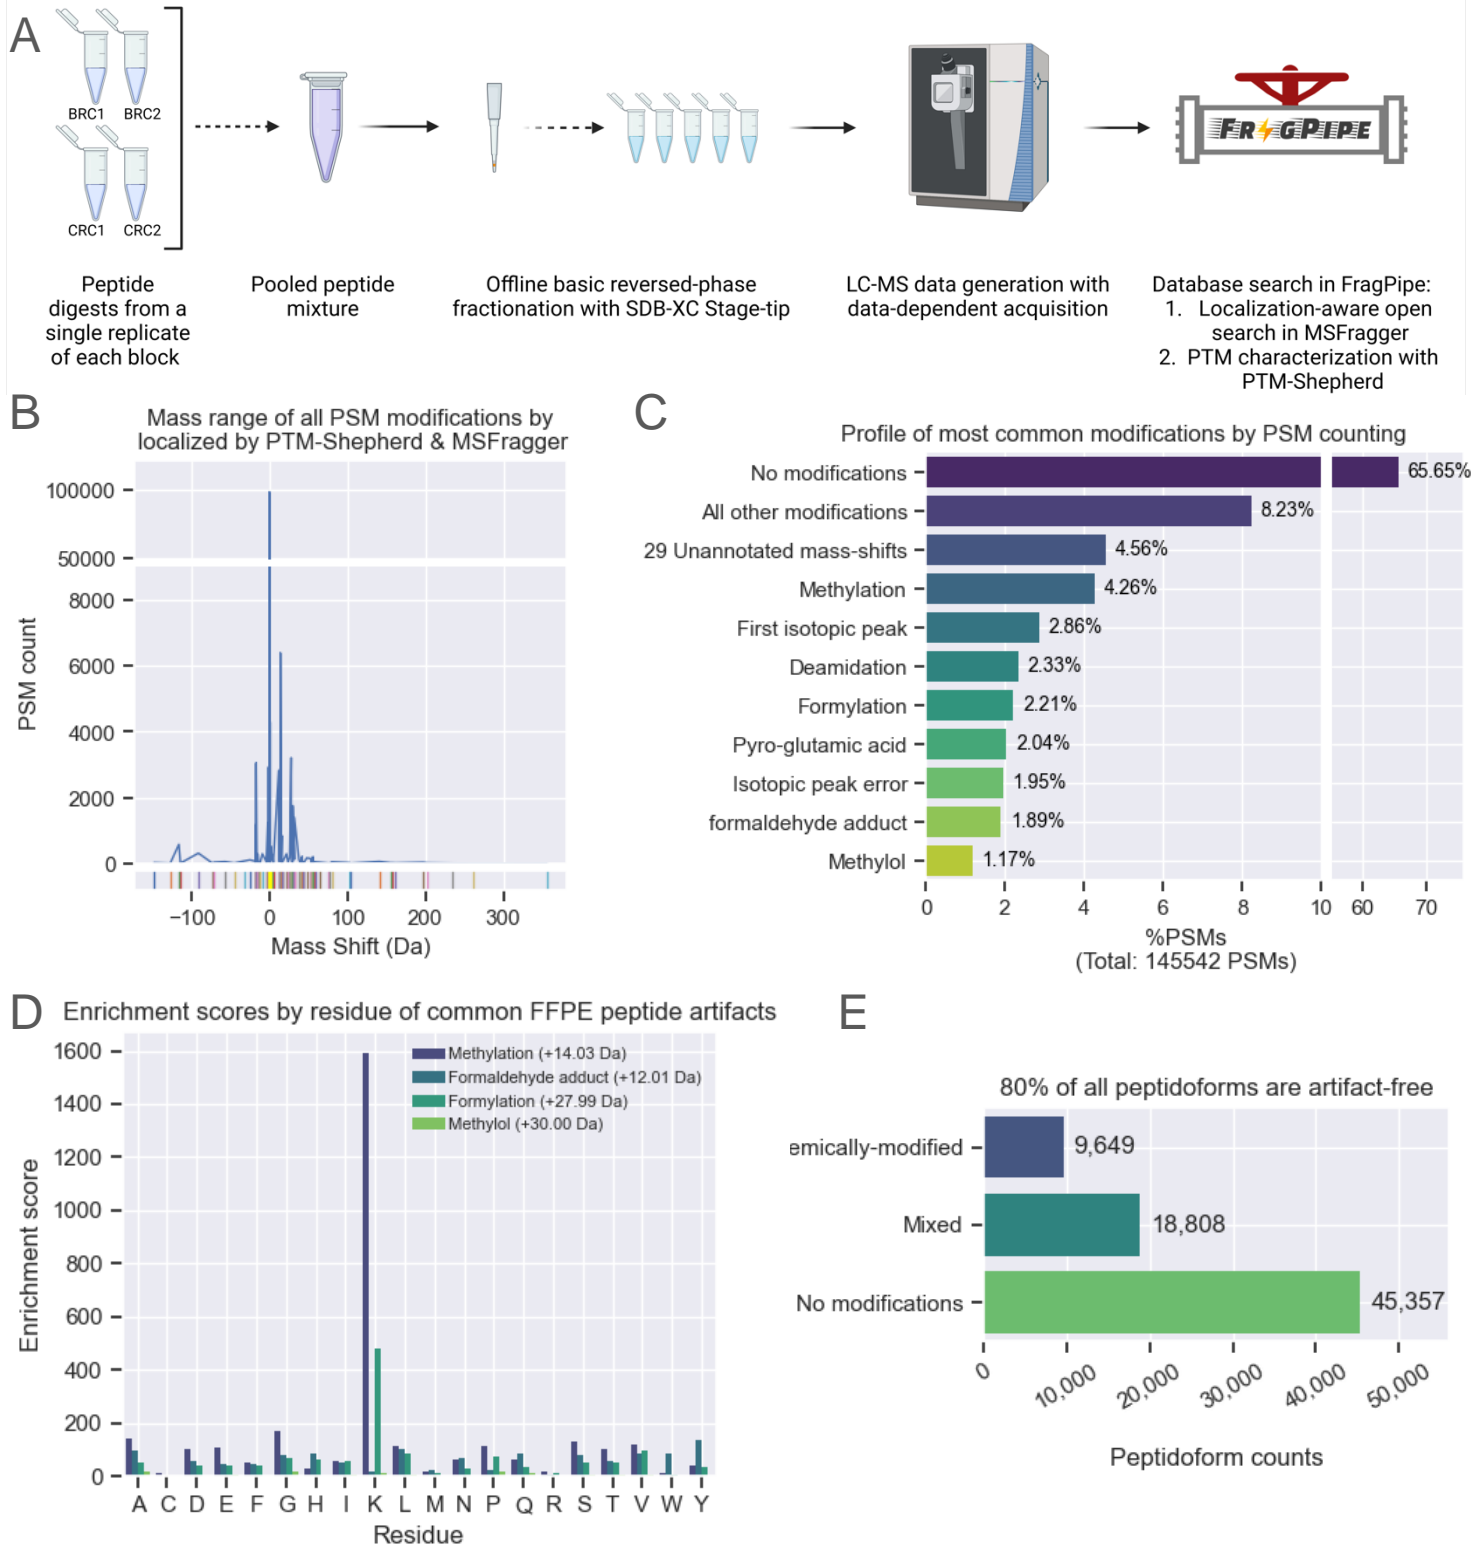 A
BRC1 BRC2
CRC1 CRC2
FRAGPIPE
Peptide
digests from a
single replicate
of each block
Pooled peptide
mixture
Offline basic reversed-phase
fractionation with SDB-XC Stage-tip
LC-MS data generation with
data-dependent acquisition
Database search in FragPipe:
1. Localization-aware open
search in MSFragger
2. PTM characterization with
PTM-Shepherd
B
Mass range of all PSM modifications by
localized by PTM-Shepherd & MSFragger
PSM count
100000
50000
8000
6000
4000
2000
0
−100 0 100 200 300
Mass Shift (Da)
C
Profile of most common modifications by PSM counting
No modifications 65.65%
All other modifications 8.23%
29 Unannotated mass-shifts 4.56%
Methylation 4.26%
First isotopic peak 2.86%
Deamidation 2.33%
Formylation 2.21%
Pyro-glutamic acid 2.04%
Isotopic peak error 1.95%
formaldehyde adduct 1.89%
Methylol 1.17%
0 2 4 6 8 10 60 70
%PSMs
(Total: 145542 PSMs)
D
Enrichment scores by residue of common FFPE peptide artifacts
Enrichment score
1600
1400
1200
1000
800
600
400
200
0
Methylation (+14.03 Da)
Formaldehyde adduct (+12.01 Da)
Formylation (+27.99 Da)
Methylol (+30.00 Da)
A C D E F G H I K L M N P Q R S T V W Y
Residue
E
80% of all peptidoforms are artifact-free
emically-modified 9,649
Mixed 18,808
No modifications 45,357
0 10,000 20,000 30,000 40,000 50,000
Peptidoform counts